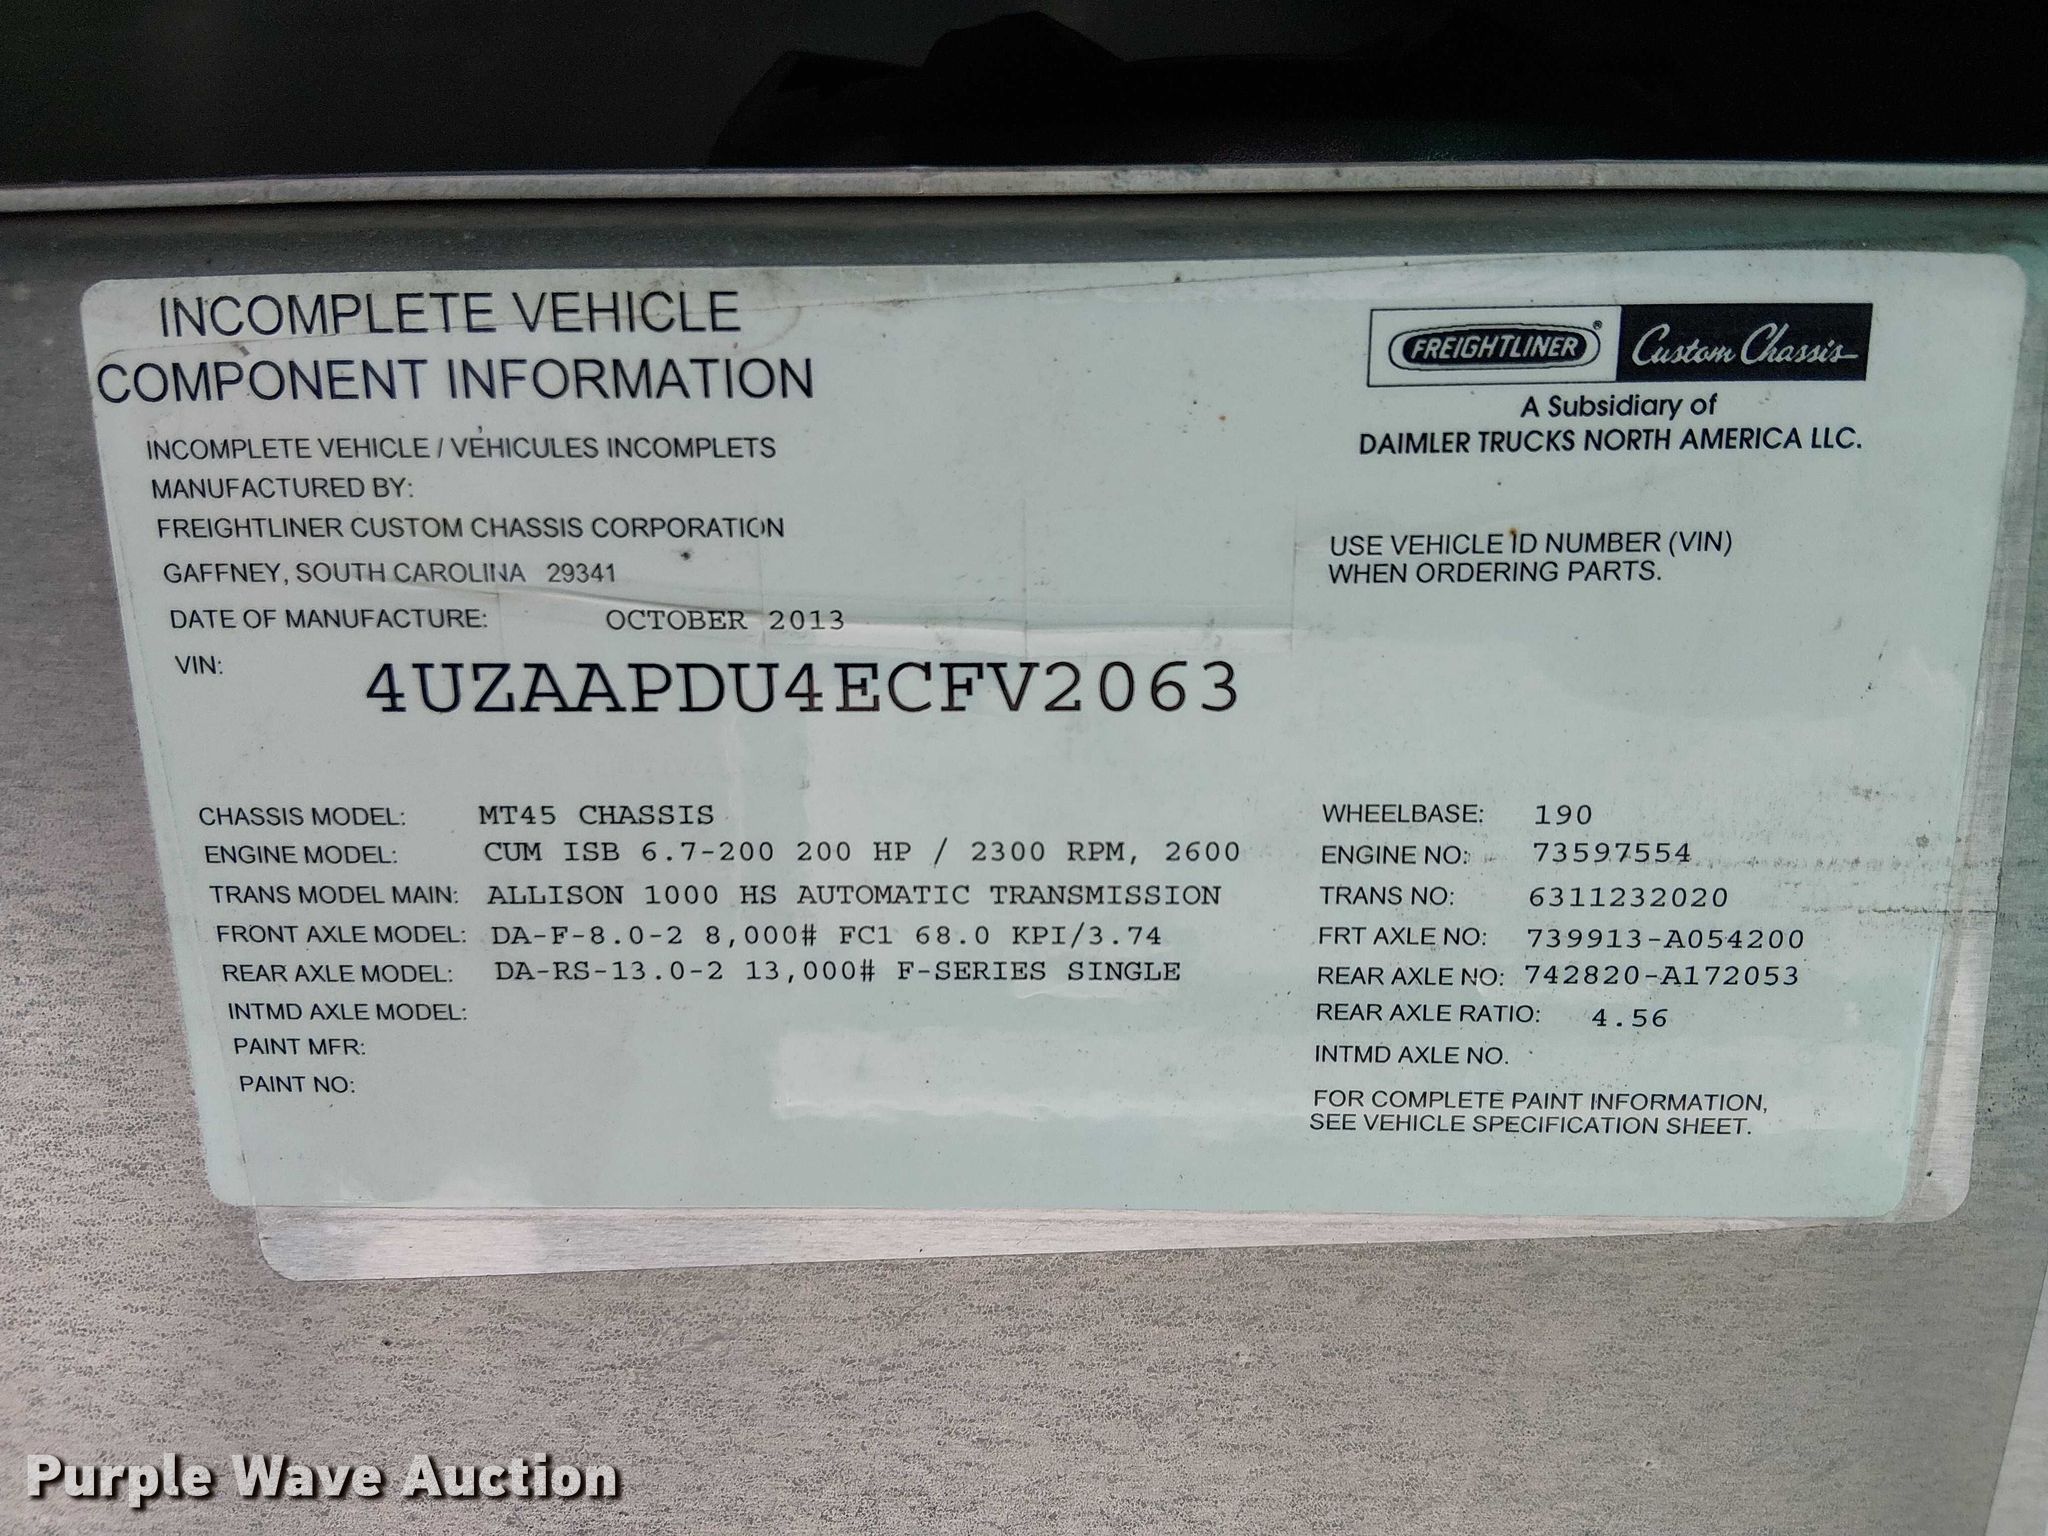 INCOMPLETE VEHICLE
COMPONENT INFORMATION
INCOMPLETE VEHICLE / VÉHICULES INCOMPLETS
MANUFACTURED BY:
FREIGHTLINER CUSTOM CHASSIS CORPORATION
GAFFNEY, SOUTH CAROLINA 29341
DATE OF MANUFACTURE: OCTOBER 2013
VIN: 4UZAAPDU4ECFV2063
FREIGHTLINER® Custom Chassis
A Subsidiary of
DAIMLER TRUCKS NORTH AMERICA LLC.
USE VEHICLE ID NUMBER (VIN)
WHEN ORDERING PARTS.
CHASSIS MODEL: MT45 CHASSIS
ENGINE MODEL: CUM ISB 6.7-200 200 HP / 2300 RPM, 2600
TRANS MODEL MAIN: ALLISON 1000 HS AUTOMATIC TRANSMISSION
FRONT AXLE MODEL: DA-F-8.0-2 8,000# FC1 68.0 KPI/3.74
REAR AXLE MODEL: DA-RS-13.0-2 13,000# F-SERIES SINGLE
INTMD AXLE MODEL:
PAINT MFR:
PAINT NO:
WHEELBASE: 190
ENGINE NO: 73597554
TRANS NO: 6311232020
FRT AXLE NO: 739913-A054200
REAR AXLE NO: 742820-A172053
REAR AXLE RATIO: 4.56
INTMD AXLE NO.
FOR COMPLETE PAINT INFORMATION,
SEE VEHICLE SPECIFICATION SHEET.
Purple Wave Auction